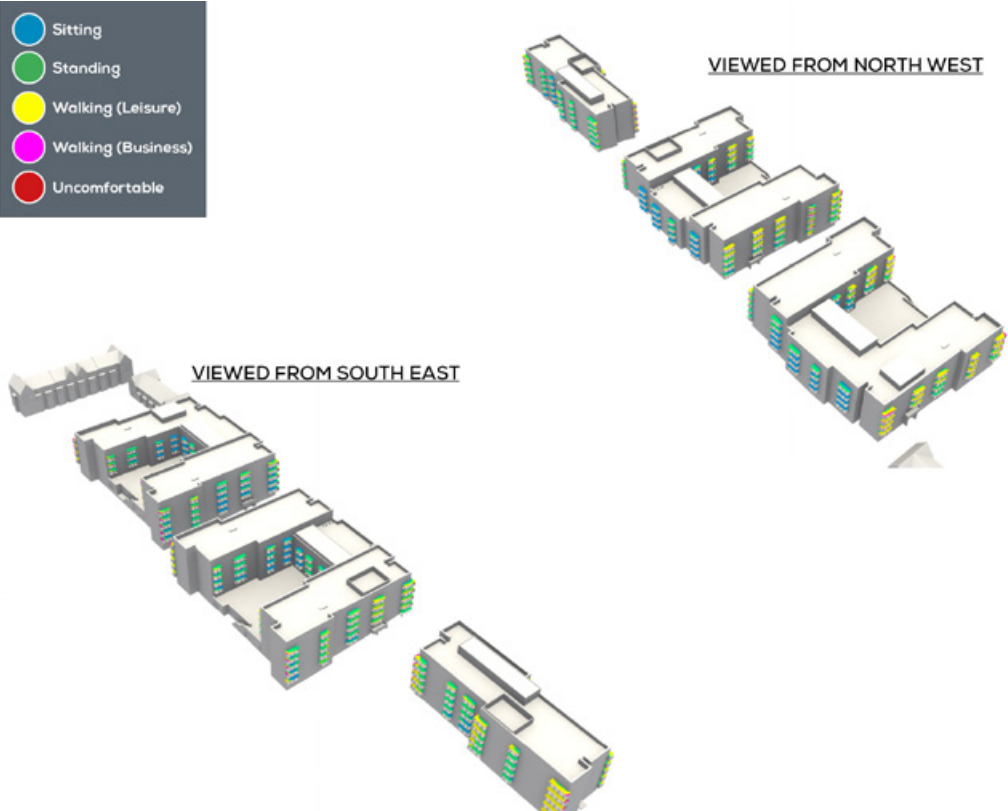 Sitting
Standing
Walking (Leisure)
Walking (Business)
Uncomfortable
VIEWED FROM NORTH WEST
VIEWED FROM SOUTH EAST